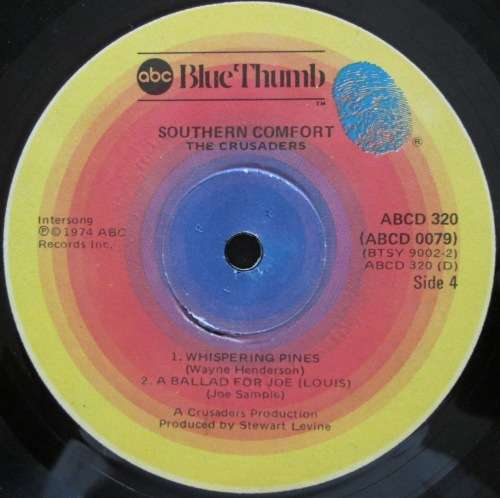 abc Blue Thumb
TM
SOUTHERN COMFORT
THE CRUSADERS
®
Intersong
℗©1974 ABC
Records Inc.
ABCD 320
(ABCD 0079)
(BTSY 9002-2)
ABCD 320 (D)
Side 4
1. WHISPERING PINES
(Wayne Henderson)
2. A BALLAD FOR JOE (LOUIS)
(Joe Sample)
A Crusaders Production
Produced by Stewart Levine